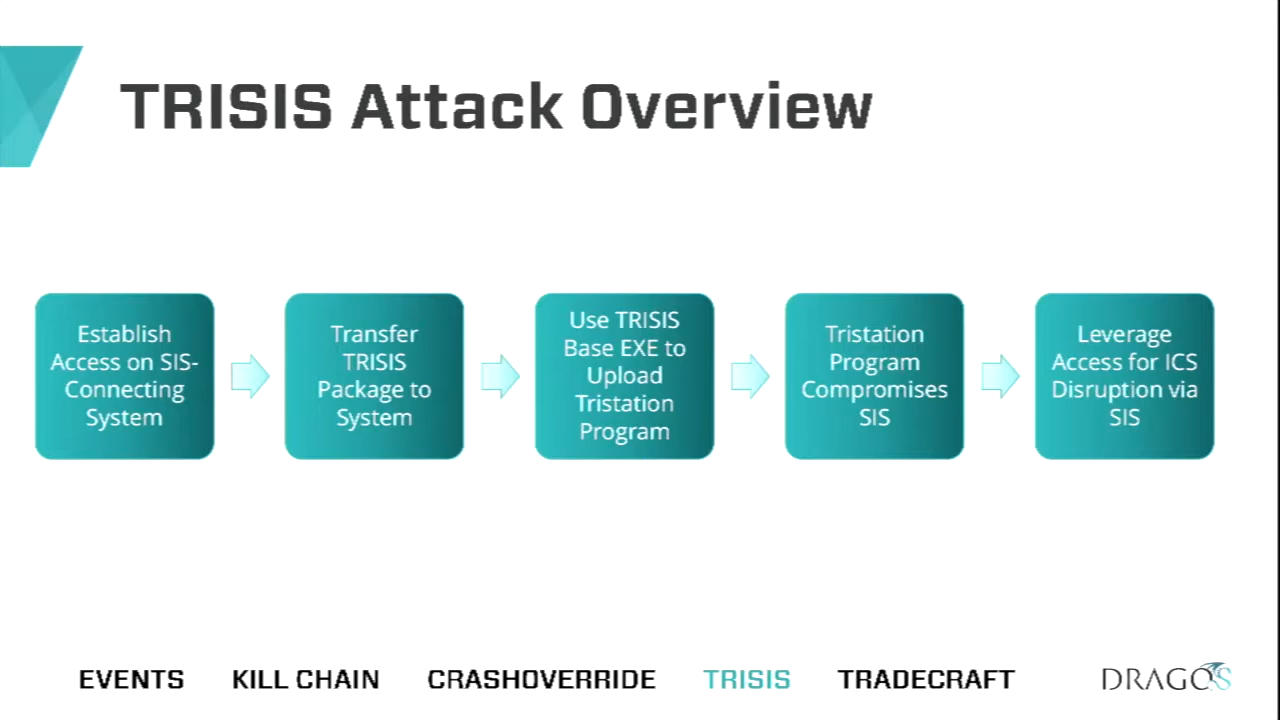 TRISIS Attack Overview
Establish
Access on SIS-
Connecting
System
Transfer
TRISIS
Package to
System
Use TRISIS
Base EXE to
Upload
Tristation
Program
Tristation
Program
Compromises
SIS
Leverage
Access for ICS
Disruption via
SIS
EVENTS KILL CHAIN CRASHOVERRIDE TRISIS TRADECRAFT DRAGOS